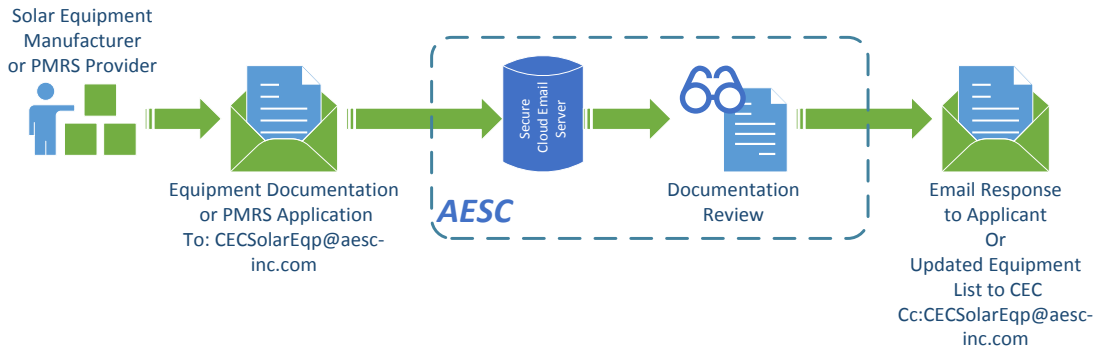 Solar Equipment
Manufacturer
or PMRS Provider
Equipment Documentation
or PMRS Application
To: CECSolarEqp@aesc-
inc.com
AESC
Secure
Cloud Email
Server
Documentation
Review
Email Response
to Applicant
Or
Updated Equipment
List to CEC
Cc:CECSolarEqp@aesc-
inc.com